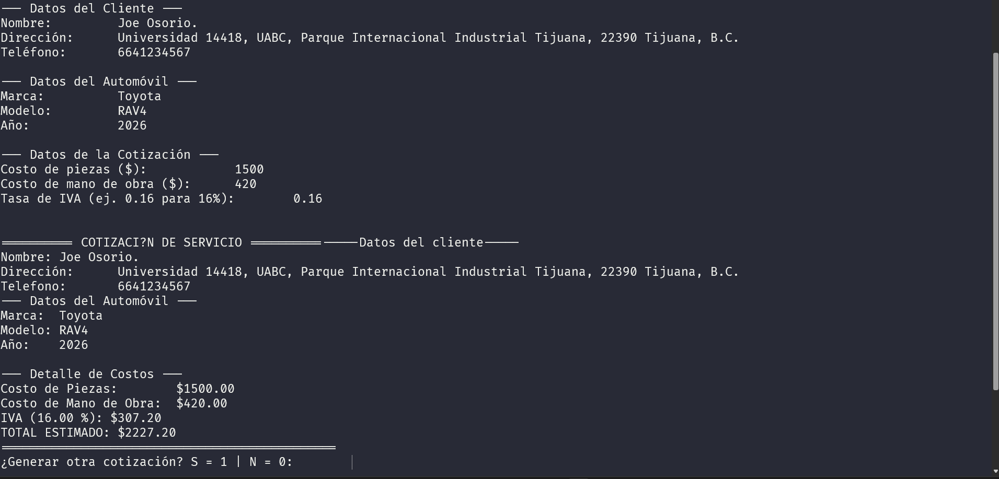 --- Datos del Cliente ---
Nombre: Joe Osorio.
Dirección: Universidad 14418, UABC, Parque Internacional Industrial Tijuana, 22390 Tijuana, B.C.
Teléfono: 6641234567
--- Datos del Automóvil ---
Marca: Toyota
Modelo: RAV4
Año: 2026
--- Datos de la Cotización ---
Costo de piezas ($): 1500
Costo de mano de obra ($): 420
Tasa de IVA (ej. 0.16 para 16%): 0.16
========== COTIZACI?N DE SERVICIO ==========-----Datos del cliente-----
Nombre: Joe Osorio.
Dirección: Universidad 14418, UABC, Parque Internacional Industrial Tijuana, 22390 Tijuana, B.C.
Telefono: 6641234567
--- Datos del Automóvil ---
Marca: Toyota
Modelo: RAV4
Año: 2026
--- Detalle de Costos ---
Costo de Piezas: $1500.00
Costo de Mano de Obra: $420.00
IVA (16.00 %): $307.20
TOTAL ESTIMADO: $2227.20
==============================================
¿Generar otra cotización? S = 1 | N = 0: